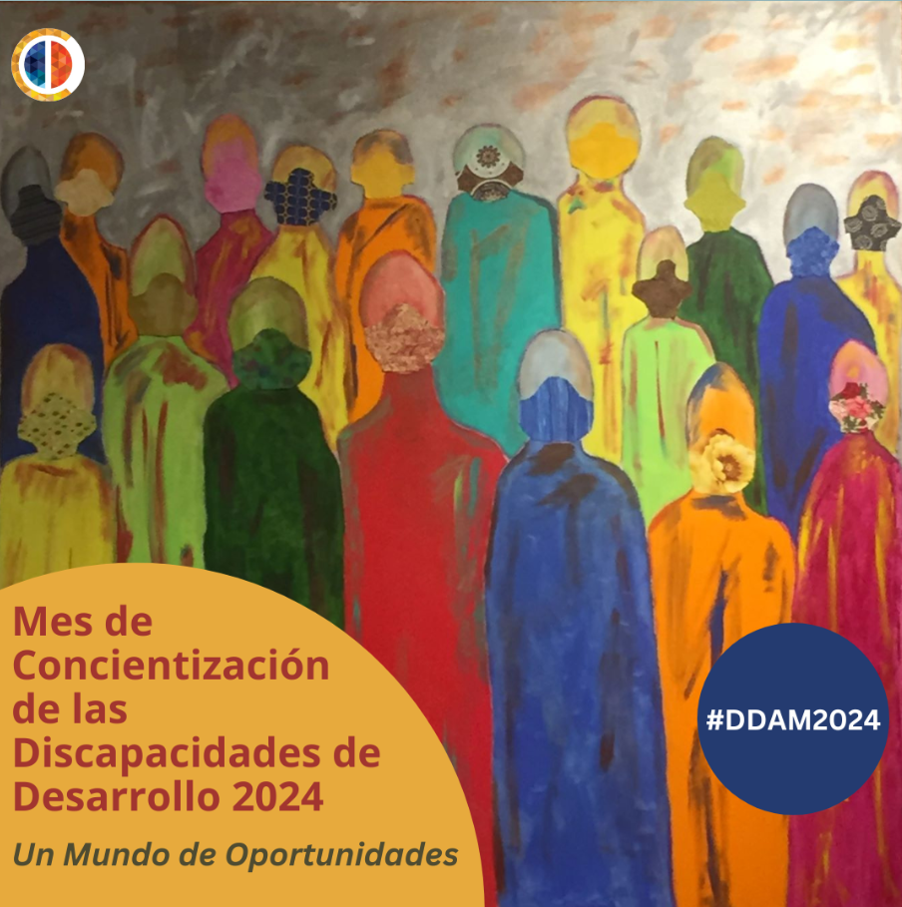 Mes de
Concientización
de las
Discapacidades de
Desarrollo 2024
Un Mundo de Oportunidades
#DDAM2024